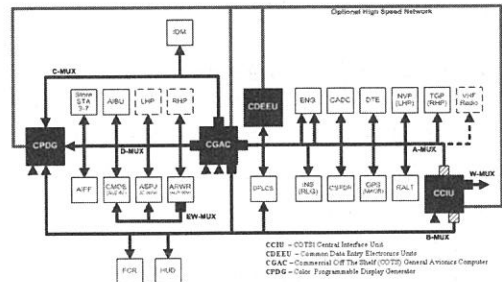 Optional High Speed Network
IDM
C-MUX
Store
STA
3-7
AIBU
LHP
RHP
CDEEU
ENG
CADC
DTE
NVP
(LHP)
TGP
(RHP)
VHF
Radio
CPDG
CGAC
D-MUX
A-MUX
AIFF
CMDS
ASPJ
ARWR
DPLCS
INS
(RLG)
CSFDR
GPS
RALT
CCIU
W-MUX
EW-MUX
B-MUX
FCR
HUD
CCIU – COTS) Central Interface Unit
CDEEU – Common Data Entry Electronics Units
CGAC – Commercial Off The Shelf (COTS) General Avionics Computer
CPDG – Color Programmable Display Generator